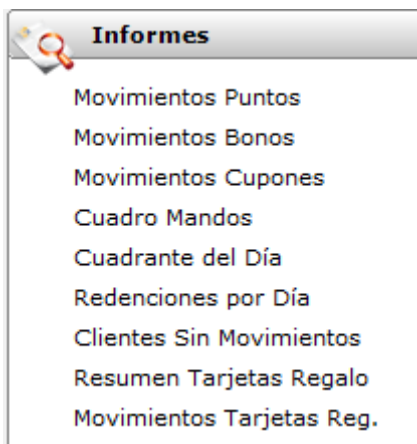 Informes
Movimientos Puntos
Movimientos Bonos
Movimientos Cupones
Cuadro Mandos
Cuadrante del Día
Redenciones por Día
Clientes Sin Movimientos
Resumen Tarjetas Regalo
Movimientos Tarjetas Reg.